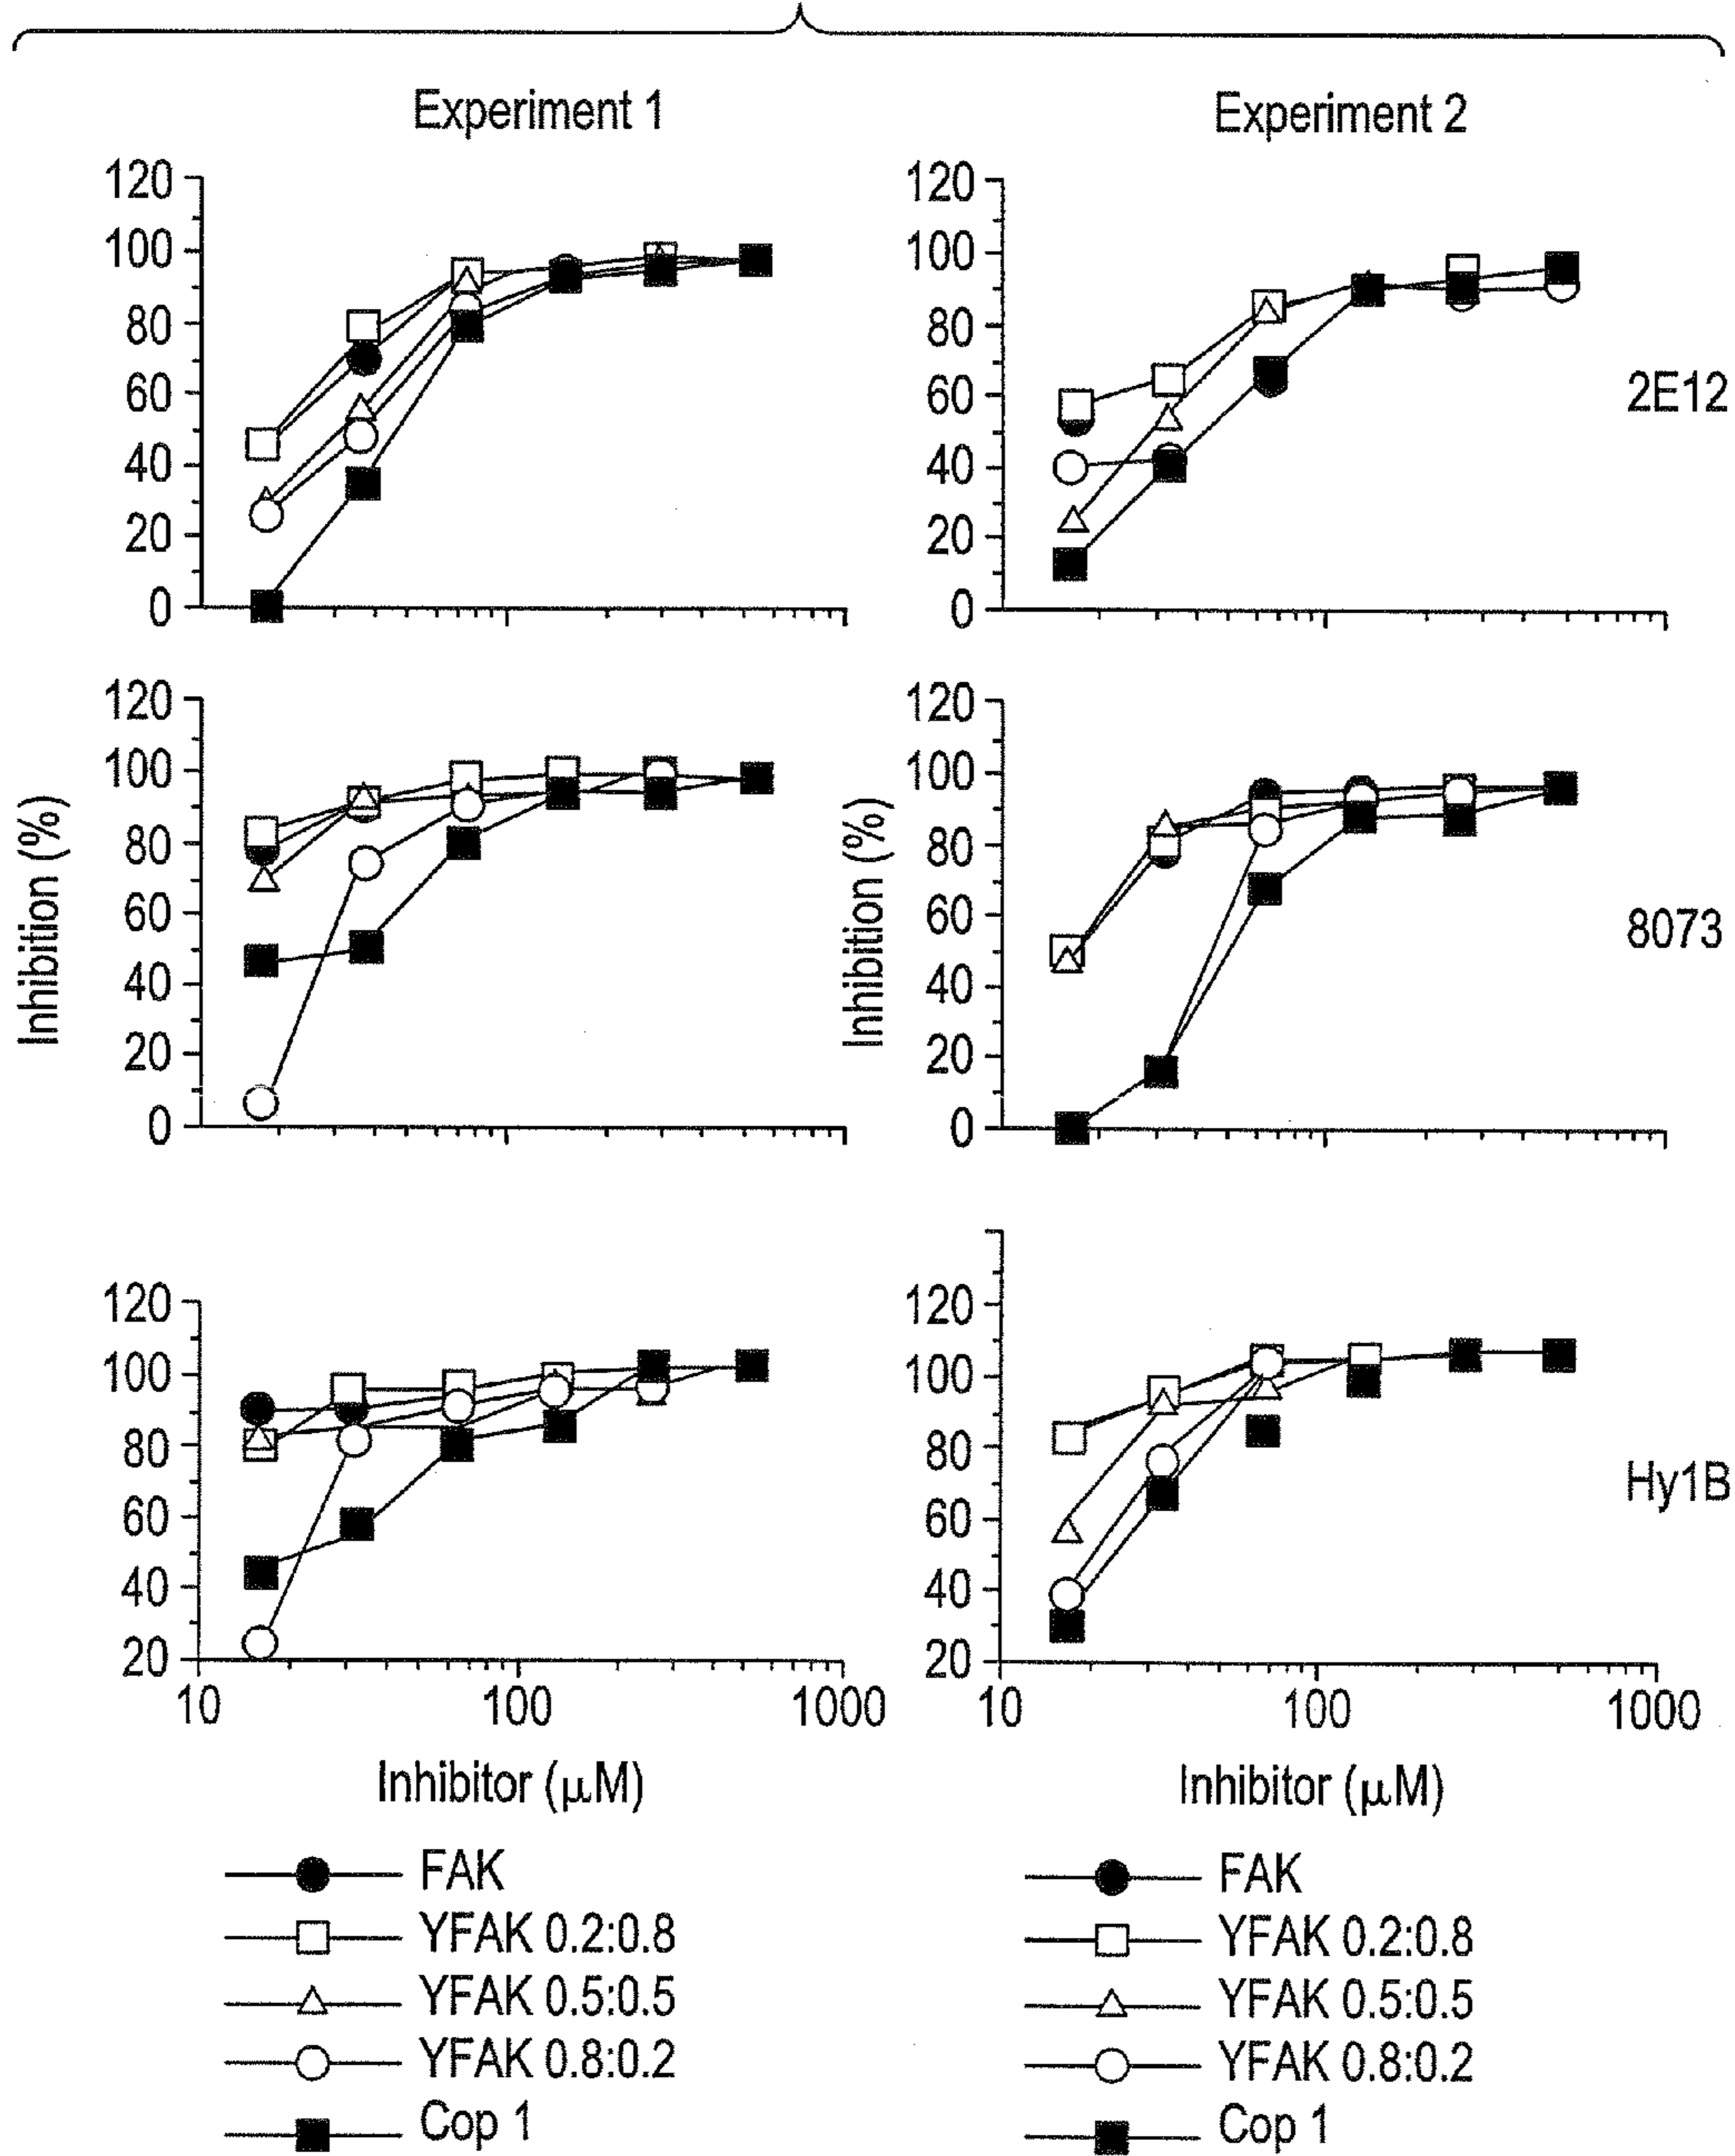 Experiment 1
Experiment 2
120
100
80
60
40
20
0
120
100
80
60
40
20
0
2E12
Inhibition (%)
120
100
80
60
40
20
0
Inhibition (%)
120
100
80
60
40
20
0
8073
120
100
80
60
40
20
10
100
1000
Inhibitor (μM)
120
100
80
60
40
20
10
100
1000
Inhibitor (μM)
Hy1B
FAK
YFAK 0.2:0.8
YFAK 0.5:0.5
YFAK 0.8:0.2
Cop 1
FAK
YFAK 0.2:0.8
YFAK 0.5:0.5
YFAK 0.8:0.2
Cop 1